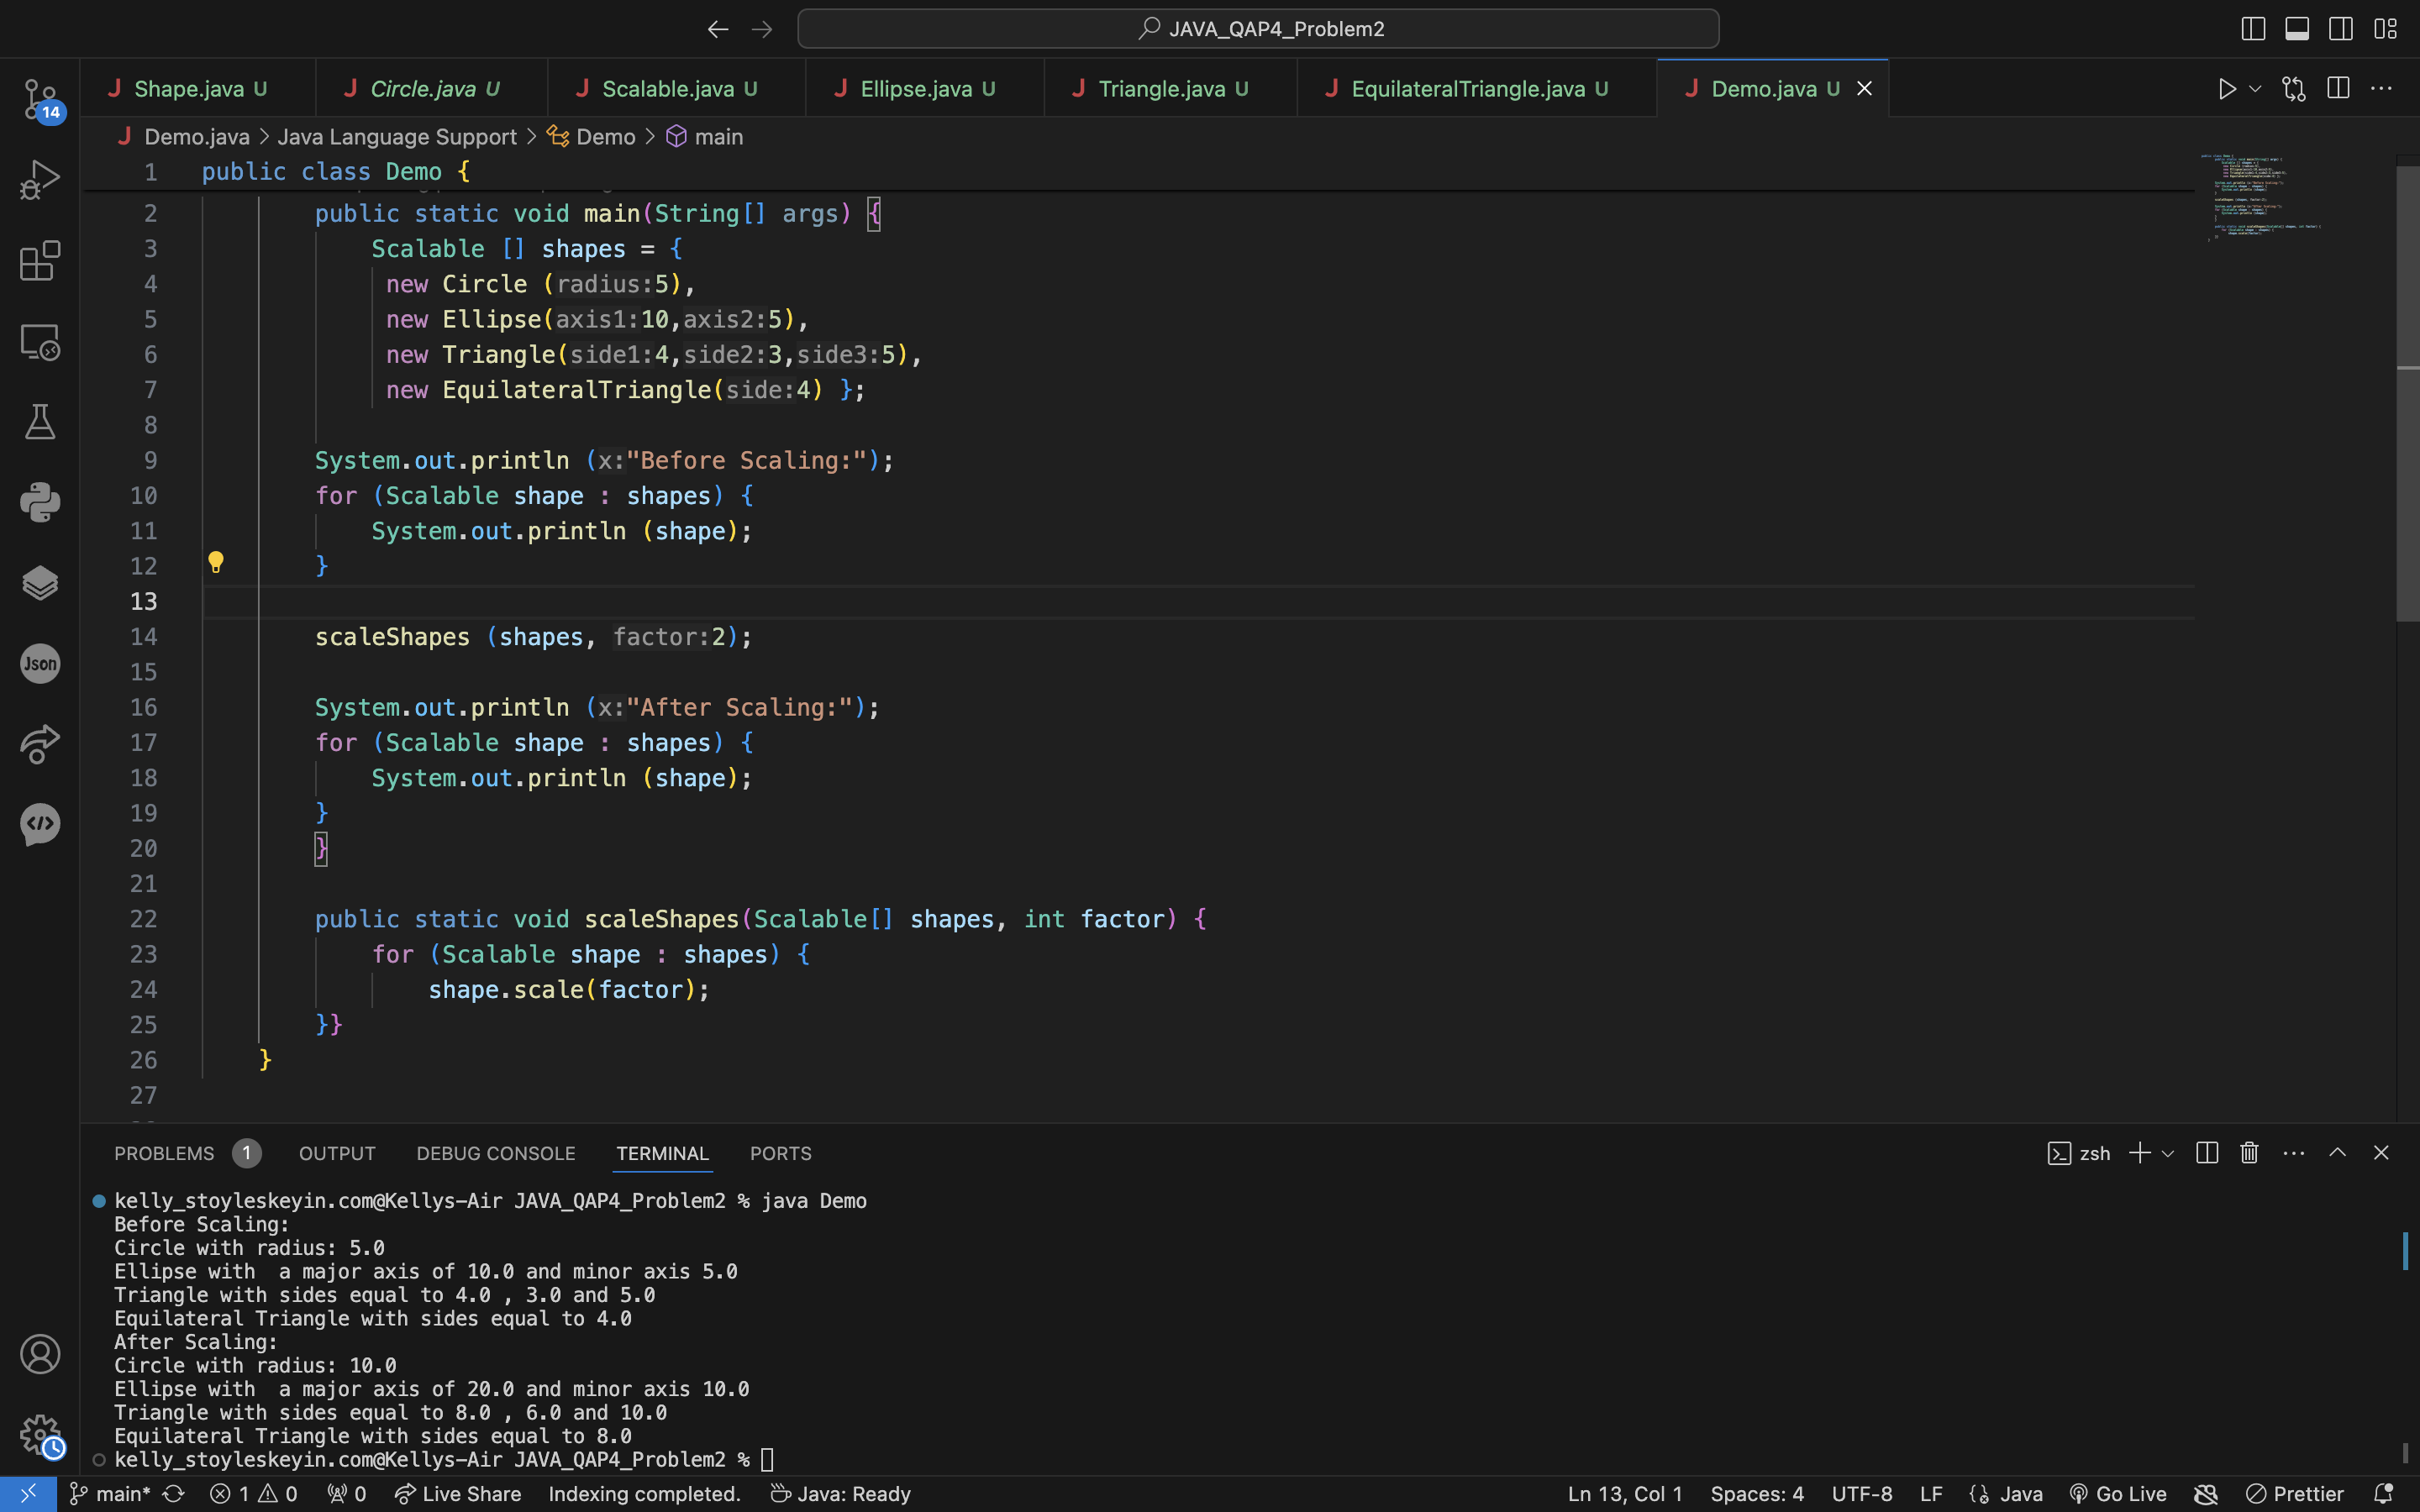 JAVA_QAP4_Problem2
Shape.java U Circle.java U Scalable.java U Ellipse.java U Triangle.java U EquilateralTriangle.java U Demo.java U
14
Demo.java > Java Language Support > Demo > main
1 public class Demo {
2 public static void main(String[] args) {
3 Scalable [] shapes = {
4 new Circle (radius:5),
5 new Ellipse(axis1:10,axis2:5),
6 new Triangle(side1:4,side2:3,side3:5),
7 new EquilateralTriangle(side:4) };
8
9 System.out.println (x:"Before Scaling:");
10 for (Scalable shape : shapes) {
11 System.out.println (shape);
12 }
13
14 scaleShapes (shapes, factor:2);
15
16 System.out.println (x:"After Scaling:");
17 for (Scalable shape : shapes) {
18 System.out.println (shape);
19 }
20 }
21
22 public static void scaleShapes(Scalable[] shapes, int factor) {
23 for (Scalable shape : shapes) {
24 shape.scale(factor);
25 }}
26 }
27
Json
PROBLEMS 1 OUTPUT DEBUG CONSOLE TERMINAL PORTS zsh
kelly_stoyleskeyin.com@Kellys-Air JAVA_QAP4_Problem2 % java Demo
Before Scaling:
Circle with radius: 5.0
Ellipse with  a major axis of 10.0 and minor axis 5.0
Triangle with sides equal to 4.0 , 3.0 and 5.0
Equilateral Triangle with sides equal to 4.0
After Scaling:
Circle with radius: 10.0
Ellipse with  a major axis of 20.0 and minor axis 10.0
Triangle with sides equal to 8.0 , 6.0 and 10.0
Equilateral Triangle with sides equal to 8.0
kelly_stoyleskeyin.com@Kellys-Air JAVA_QAP4_Problem2 %
main* 1 0 0 Live Share Indexing completed. Java: Ready Ln 13, Col 1 Spaces: 4 UTF-8 LF Java Go Live Prettier